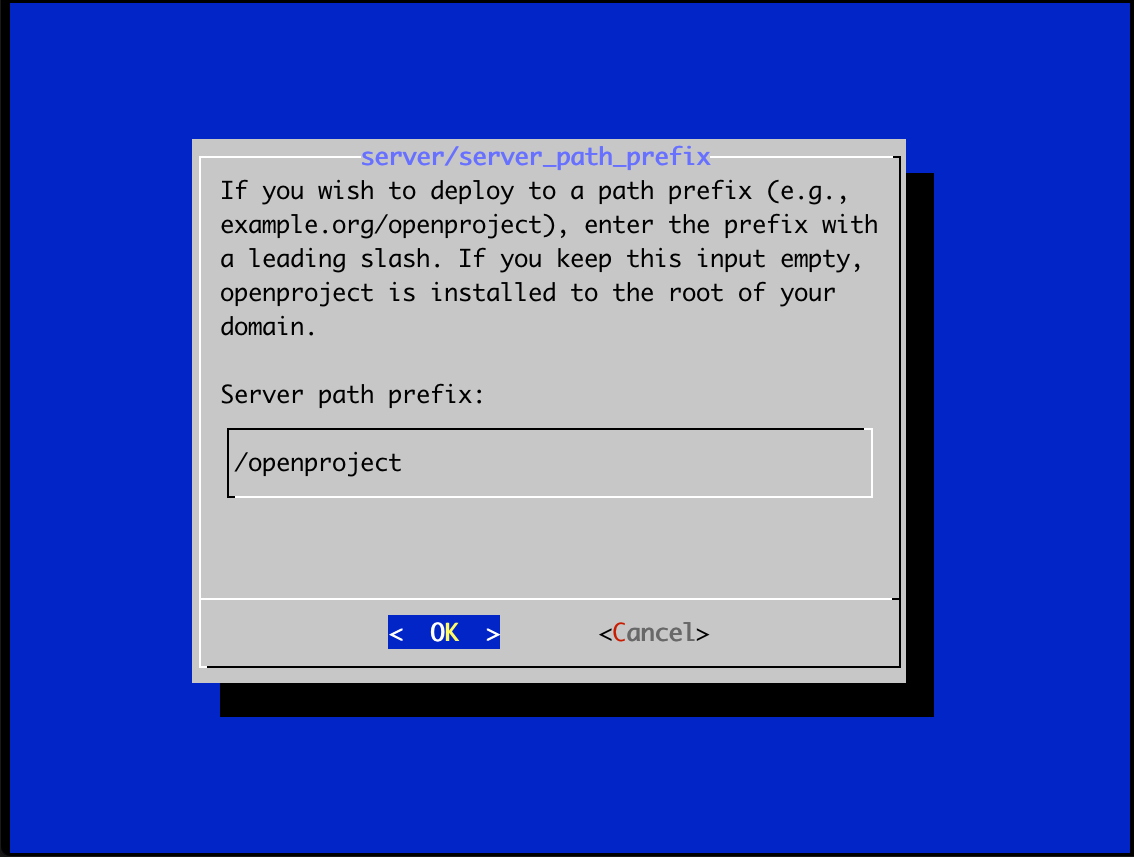 server/server_path_prefix
If you wish to deploy to a path prefix (e.g.,
example.org/openproject), enter the prefix with
a leading slash. If you keep this input empty,
openproject is installed to the root of your
domain.
Server path prefix:
/openproject
<  OK  >          <Cancel>